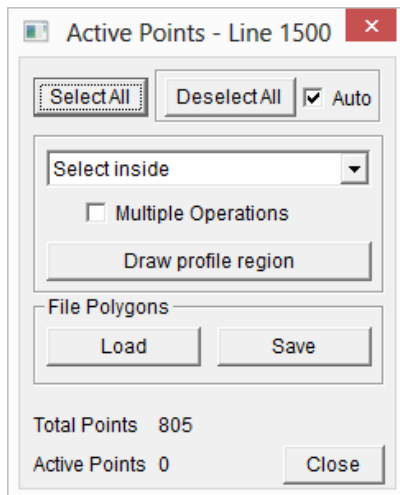 Active Points - Line 1500
Select All
Deselect All
Auto
Select inside
Multiple Operations
Draw profile region
File Polygons
Load
Save
Total Points 805
Active Points 0
Close